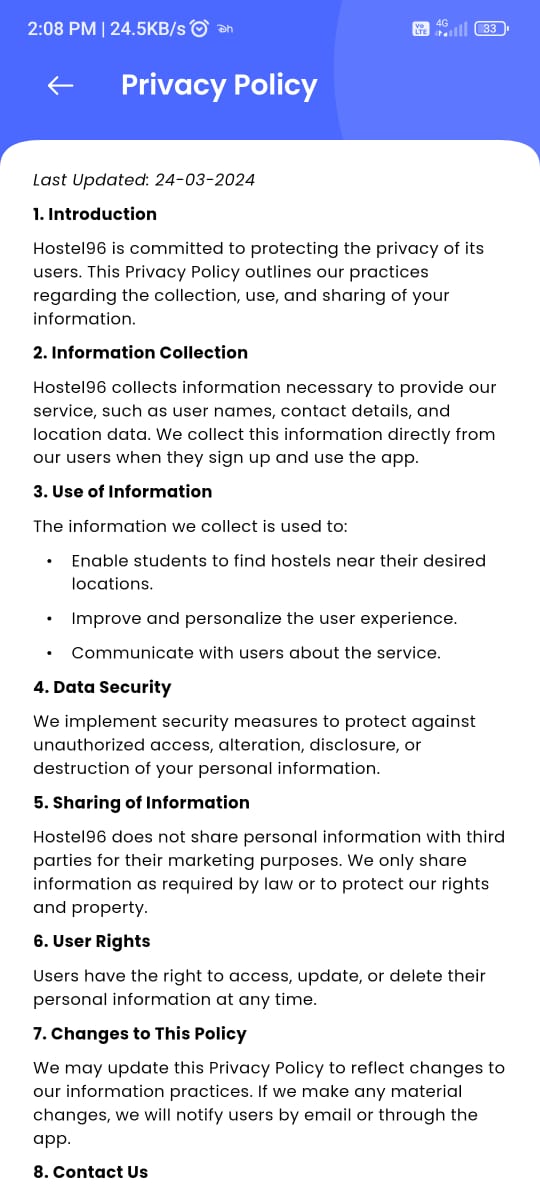 2:08 PM | 24.5KB/s
4G
33
Privacy Policy
Last Updated: 24-03-2024
1. Introduction
Hostel96 is committed to protecting the privacy of its
users. This Privacy Policy outlines our practices
regarding the collection, use, and sharing of your
information.
2. Information Collection
Hostel96 collects information necessary to provide our
service, such as user names, contact details, and
location data. We collect this information directly from
our users when they sign up and use the app.
3. Use of Information
The information we collect is used to:
• Enable students to find hostels near their desired
locations.
• Improve and personalize the user experience.
• Communicate with users about the service.
4. Data Security
We implement security measures to protect against
unauthorized access, alteration, disclosure, or
destruction of your personal information.
5. Sharing of Information
Hostel96 does not share personal information with third
parties for their marketing purposes. We only share
information as required by law or to protect our rights
and property.
6. User Rights
Users have the right to access, update, or delete their
personal information at any time.
7. Changes to This Policy
We may update this Privacy Policy to reflect changes to
our information practices. If we make any material
changes, we will notify users by email or through the
app.
8. Contact Us